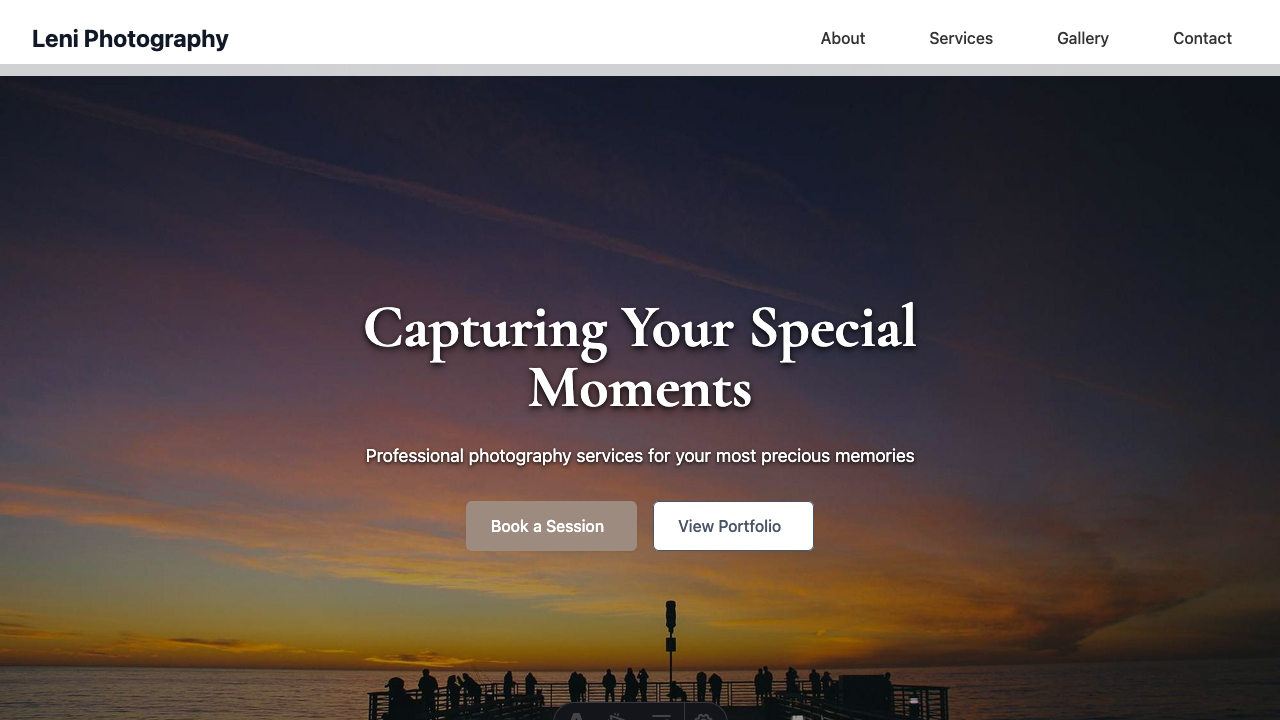 Leni Photography
About
Services
Gallery
Contact
Capturing Your Special
Moments
Professional photography services for your most precious memories
Book a Session
View Portfolio